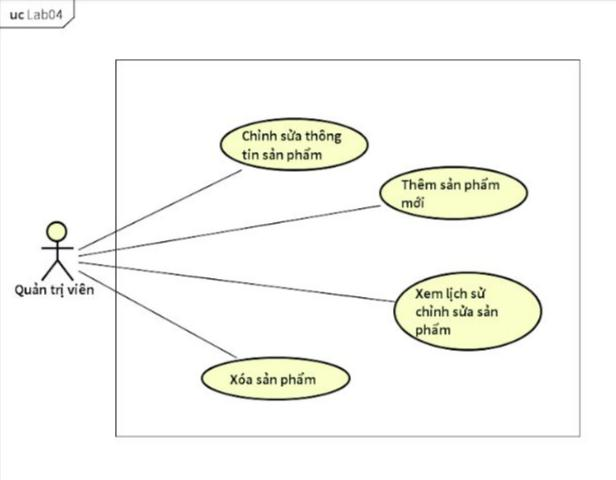 uc Lab04
Chỉnh sửa thông
tin sản phẩm
Thêm sản phẩm
mới
Quản trị viên
Xem lịch sử
chỉnh sửa sản
phẩm
Xóa sản phẩm